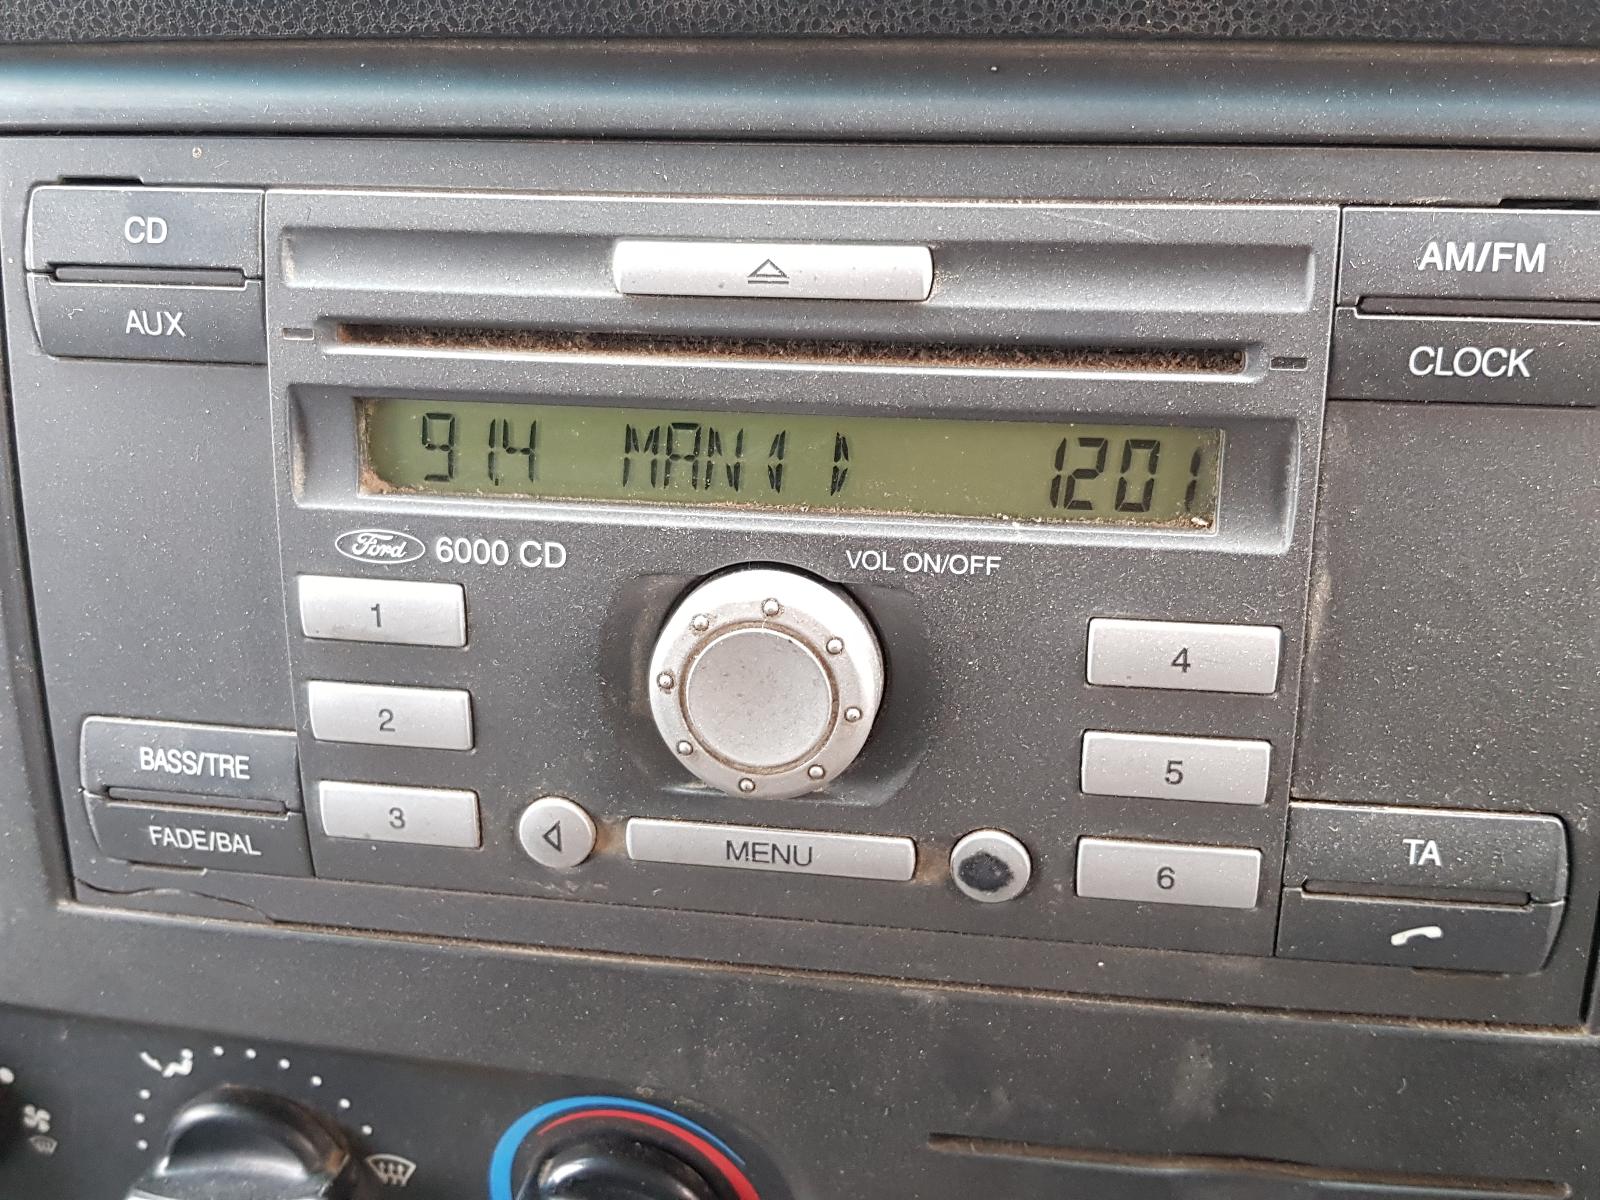 CD
AM/FM
AUX
CLOCK
91.4 MAN 1201
Ford 6000 CD
VOL ON/OFF
1
4
2
5
BASS/TRE
3
FADE/BAL
MENU
6
TA